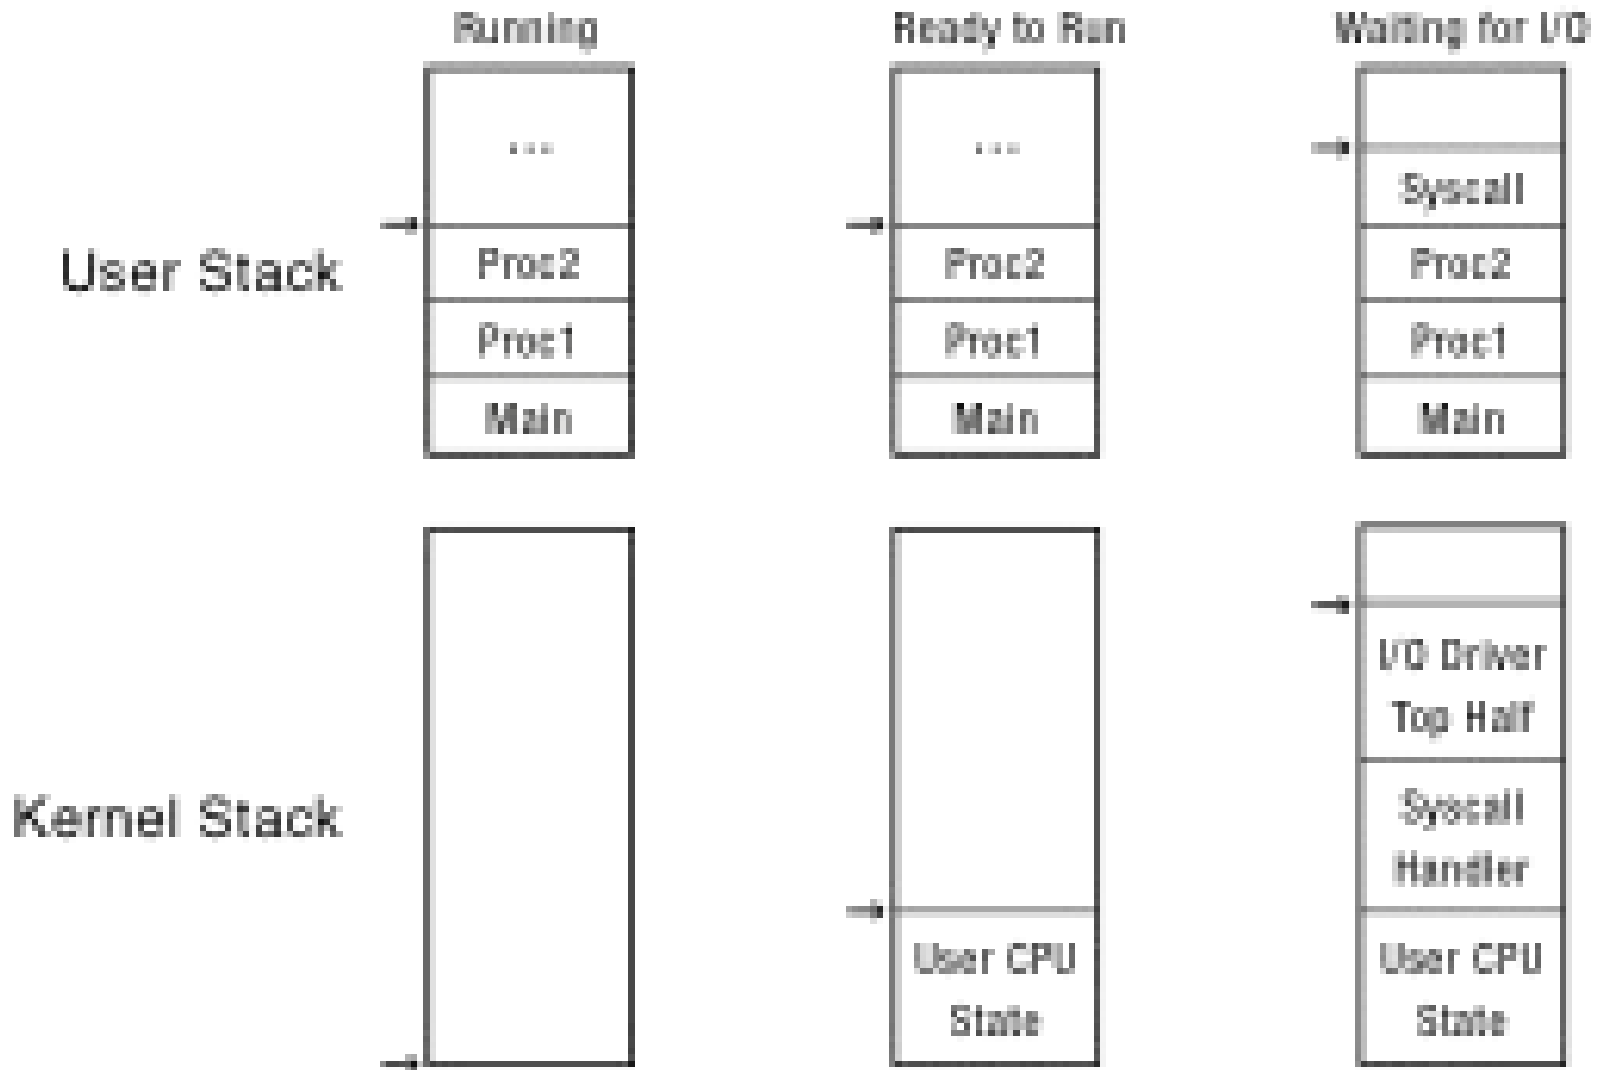 Running
Ready to Run
Waiting for I/O
...
...
Syscall
User Stack
Proc2
Proc2
Proc2
Proc1
Proc1
Proc1
Main
Main
Main
I/O Driver
Top Half
Kernel Stack
Syscall
Handler
User CPU
State
User CPU
State